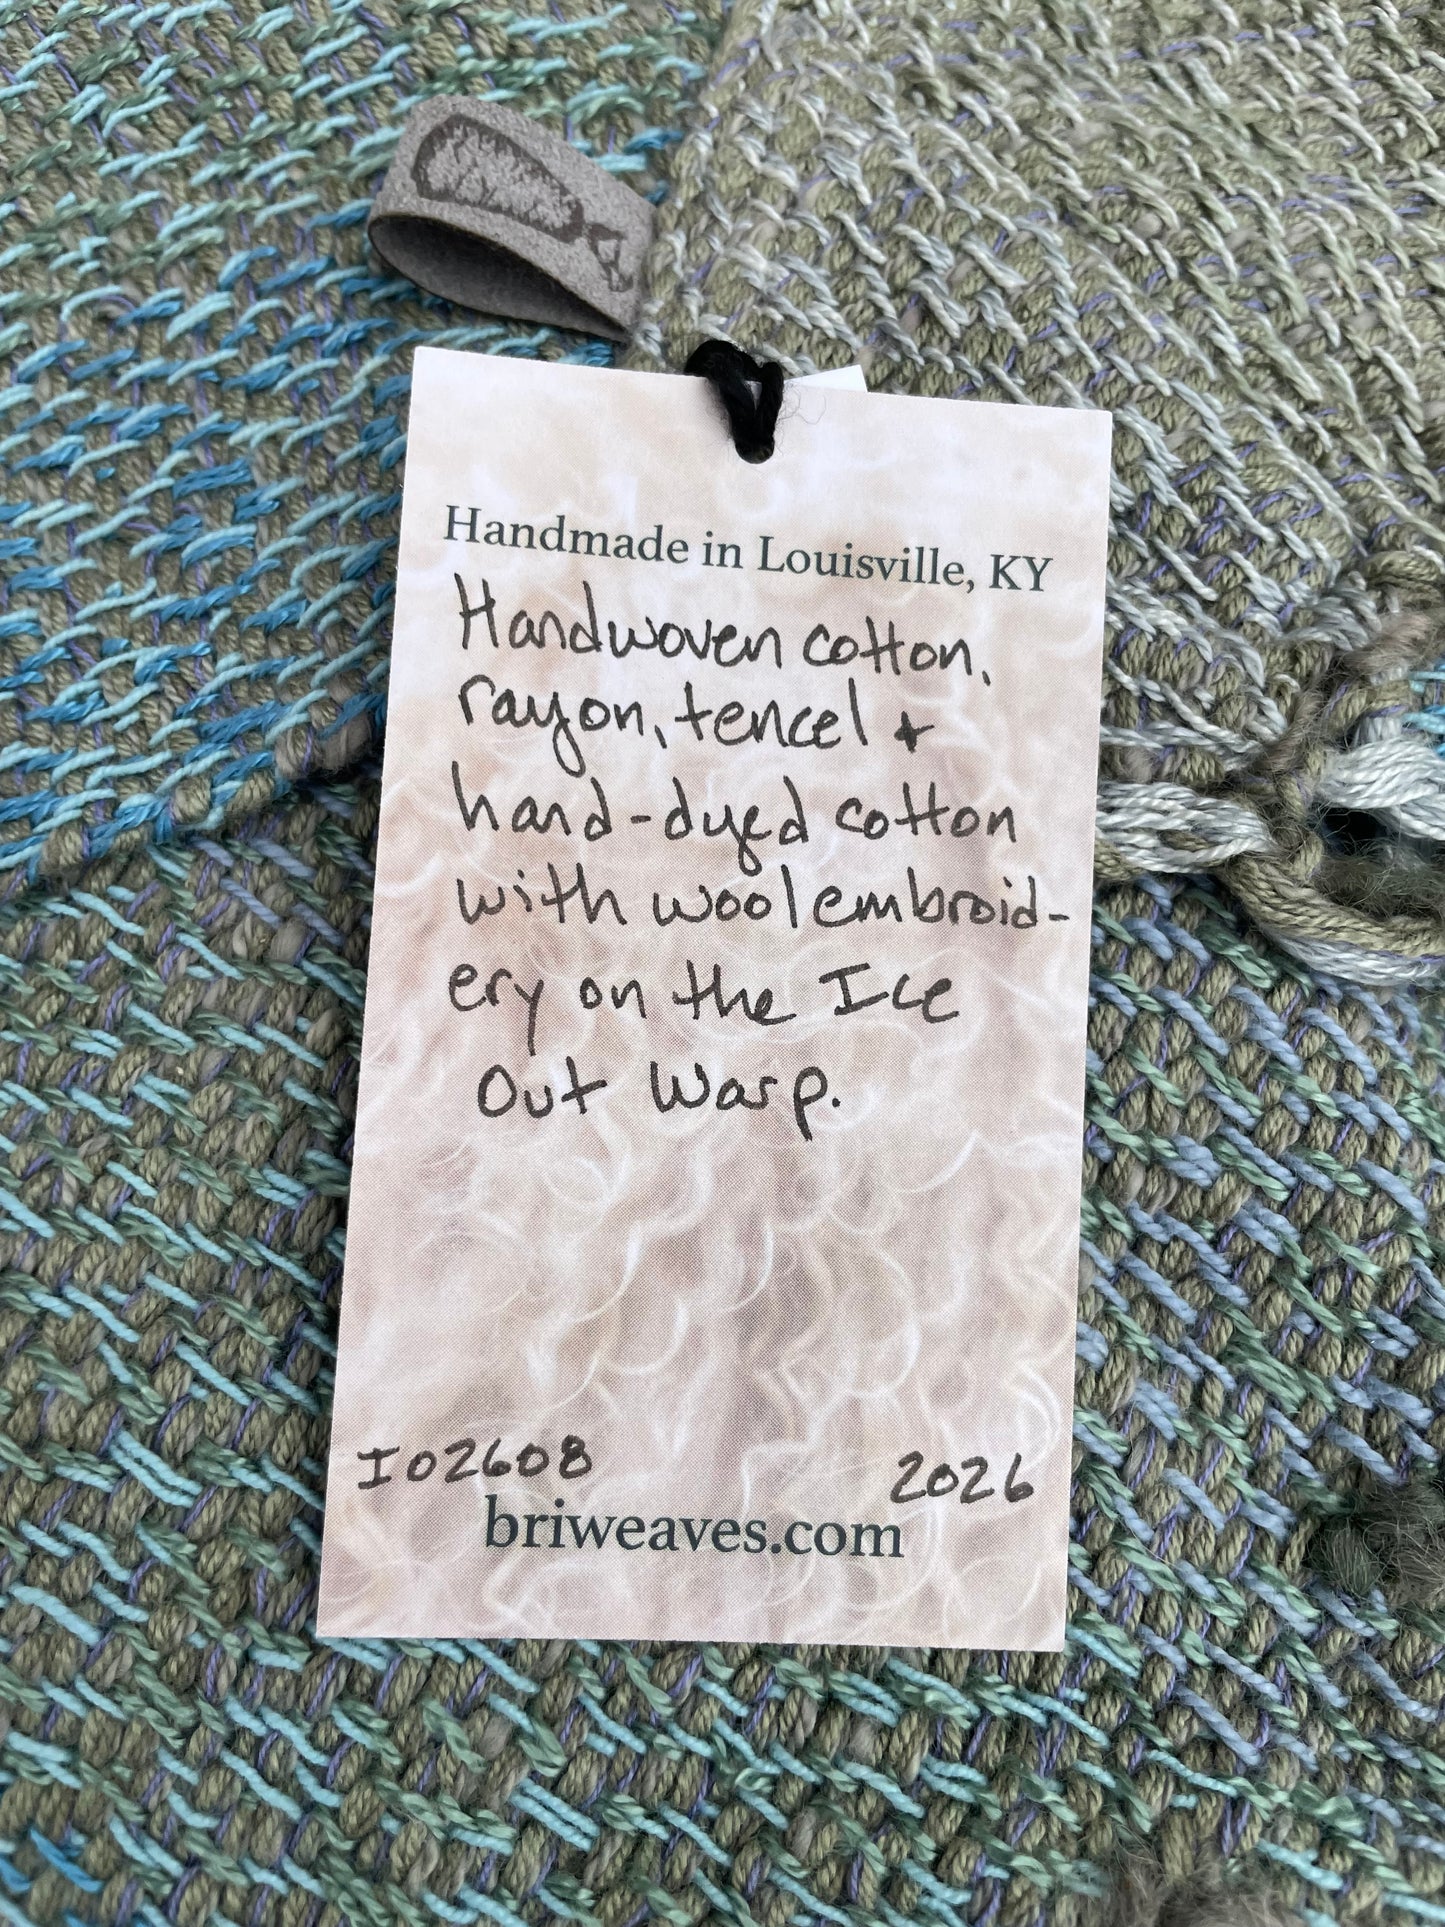 Handmade in Louisville, KY
Handwoven cotton,
rayon, tencel +
hand-dyed cotton
with wool embroid-
ery on the Ice
Out Warp.
IO2608 2026
briweaves.com